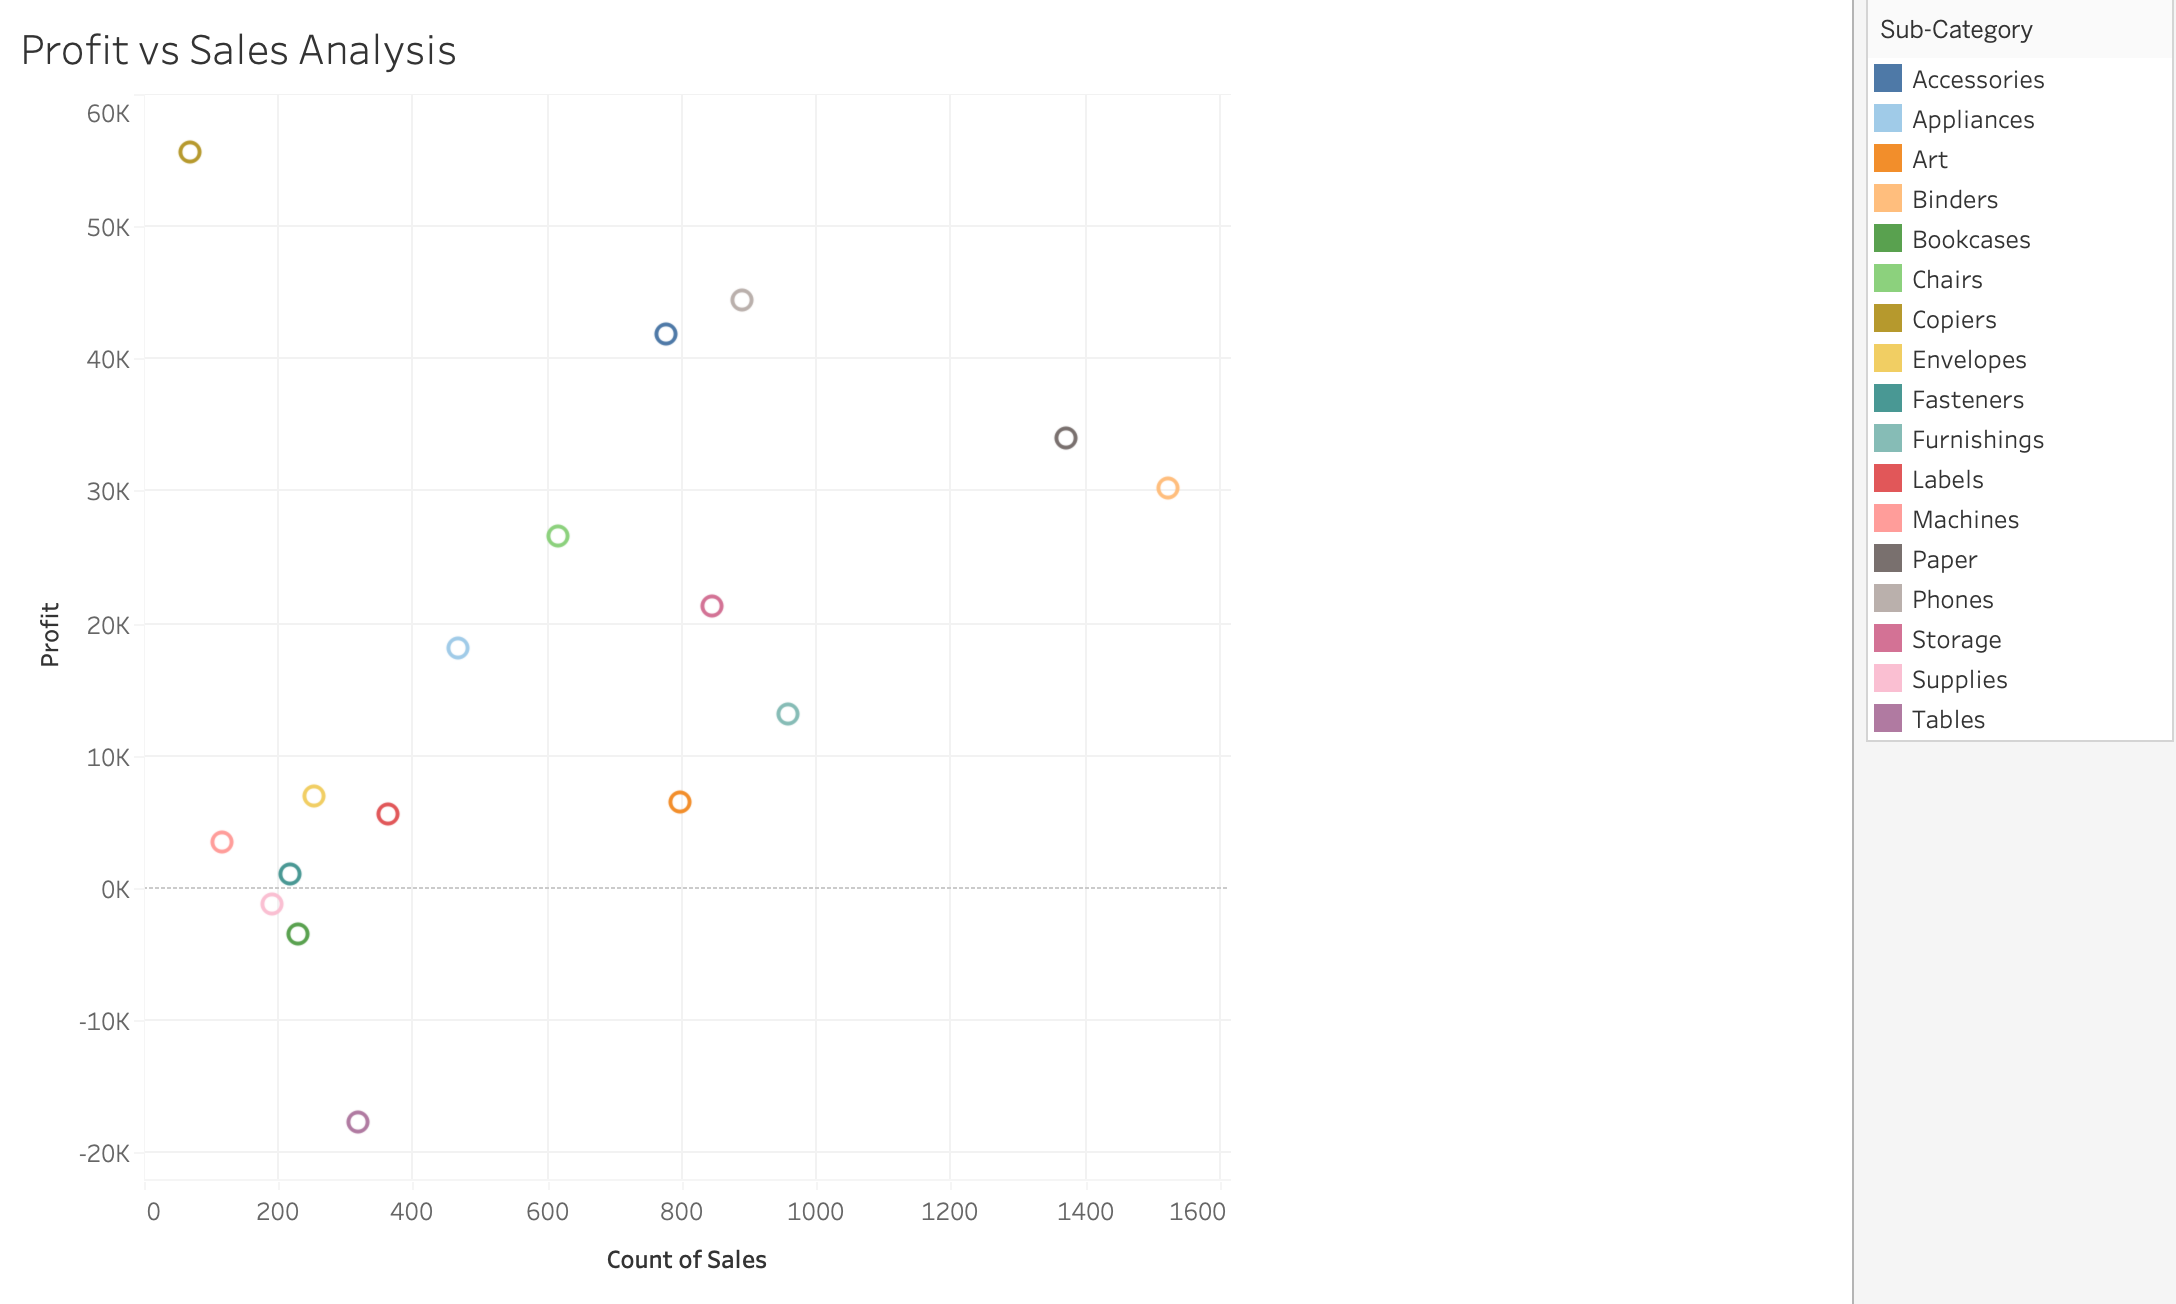 Profit vs Sales Analysis
60K
50K
40K
30K
20K
10K
0K
-10K
-20K
Profit
0 200 400 600 800 1000 1200 1400 1600
Count of Sales
Sub-Category
Accessories
Appliances
Art
Binders
Bookcases
Chairs
Copiers
Envelopes
Fasteners
Furnishings
Labels
Machines
Paper
Phones
Storage
Supplies
Tables